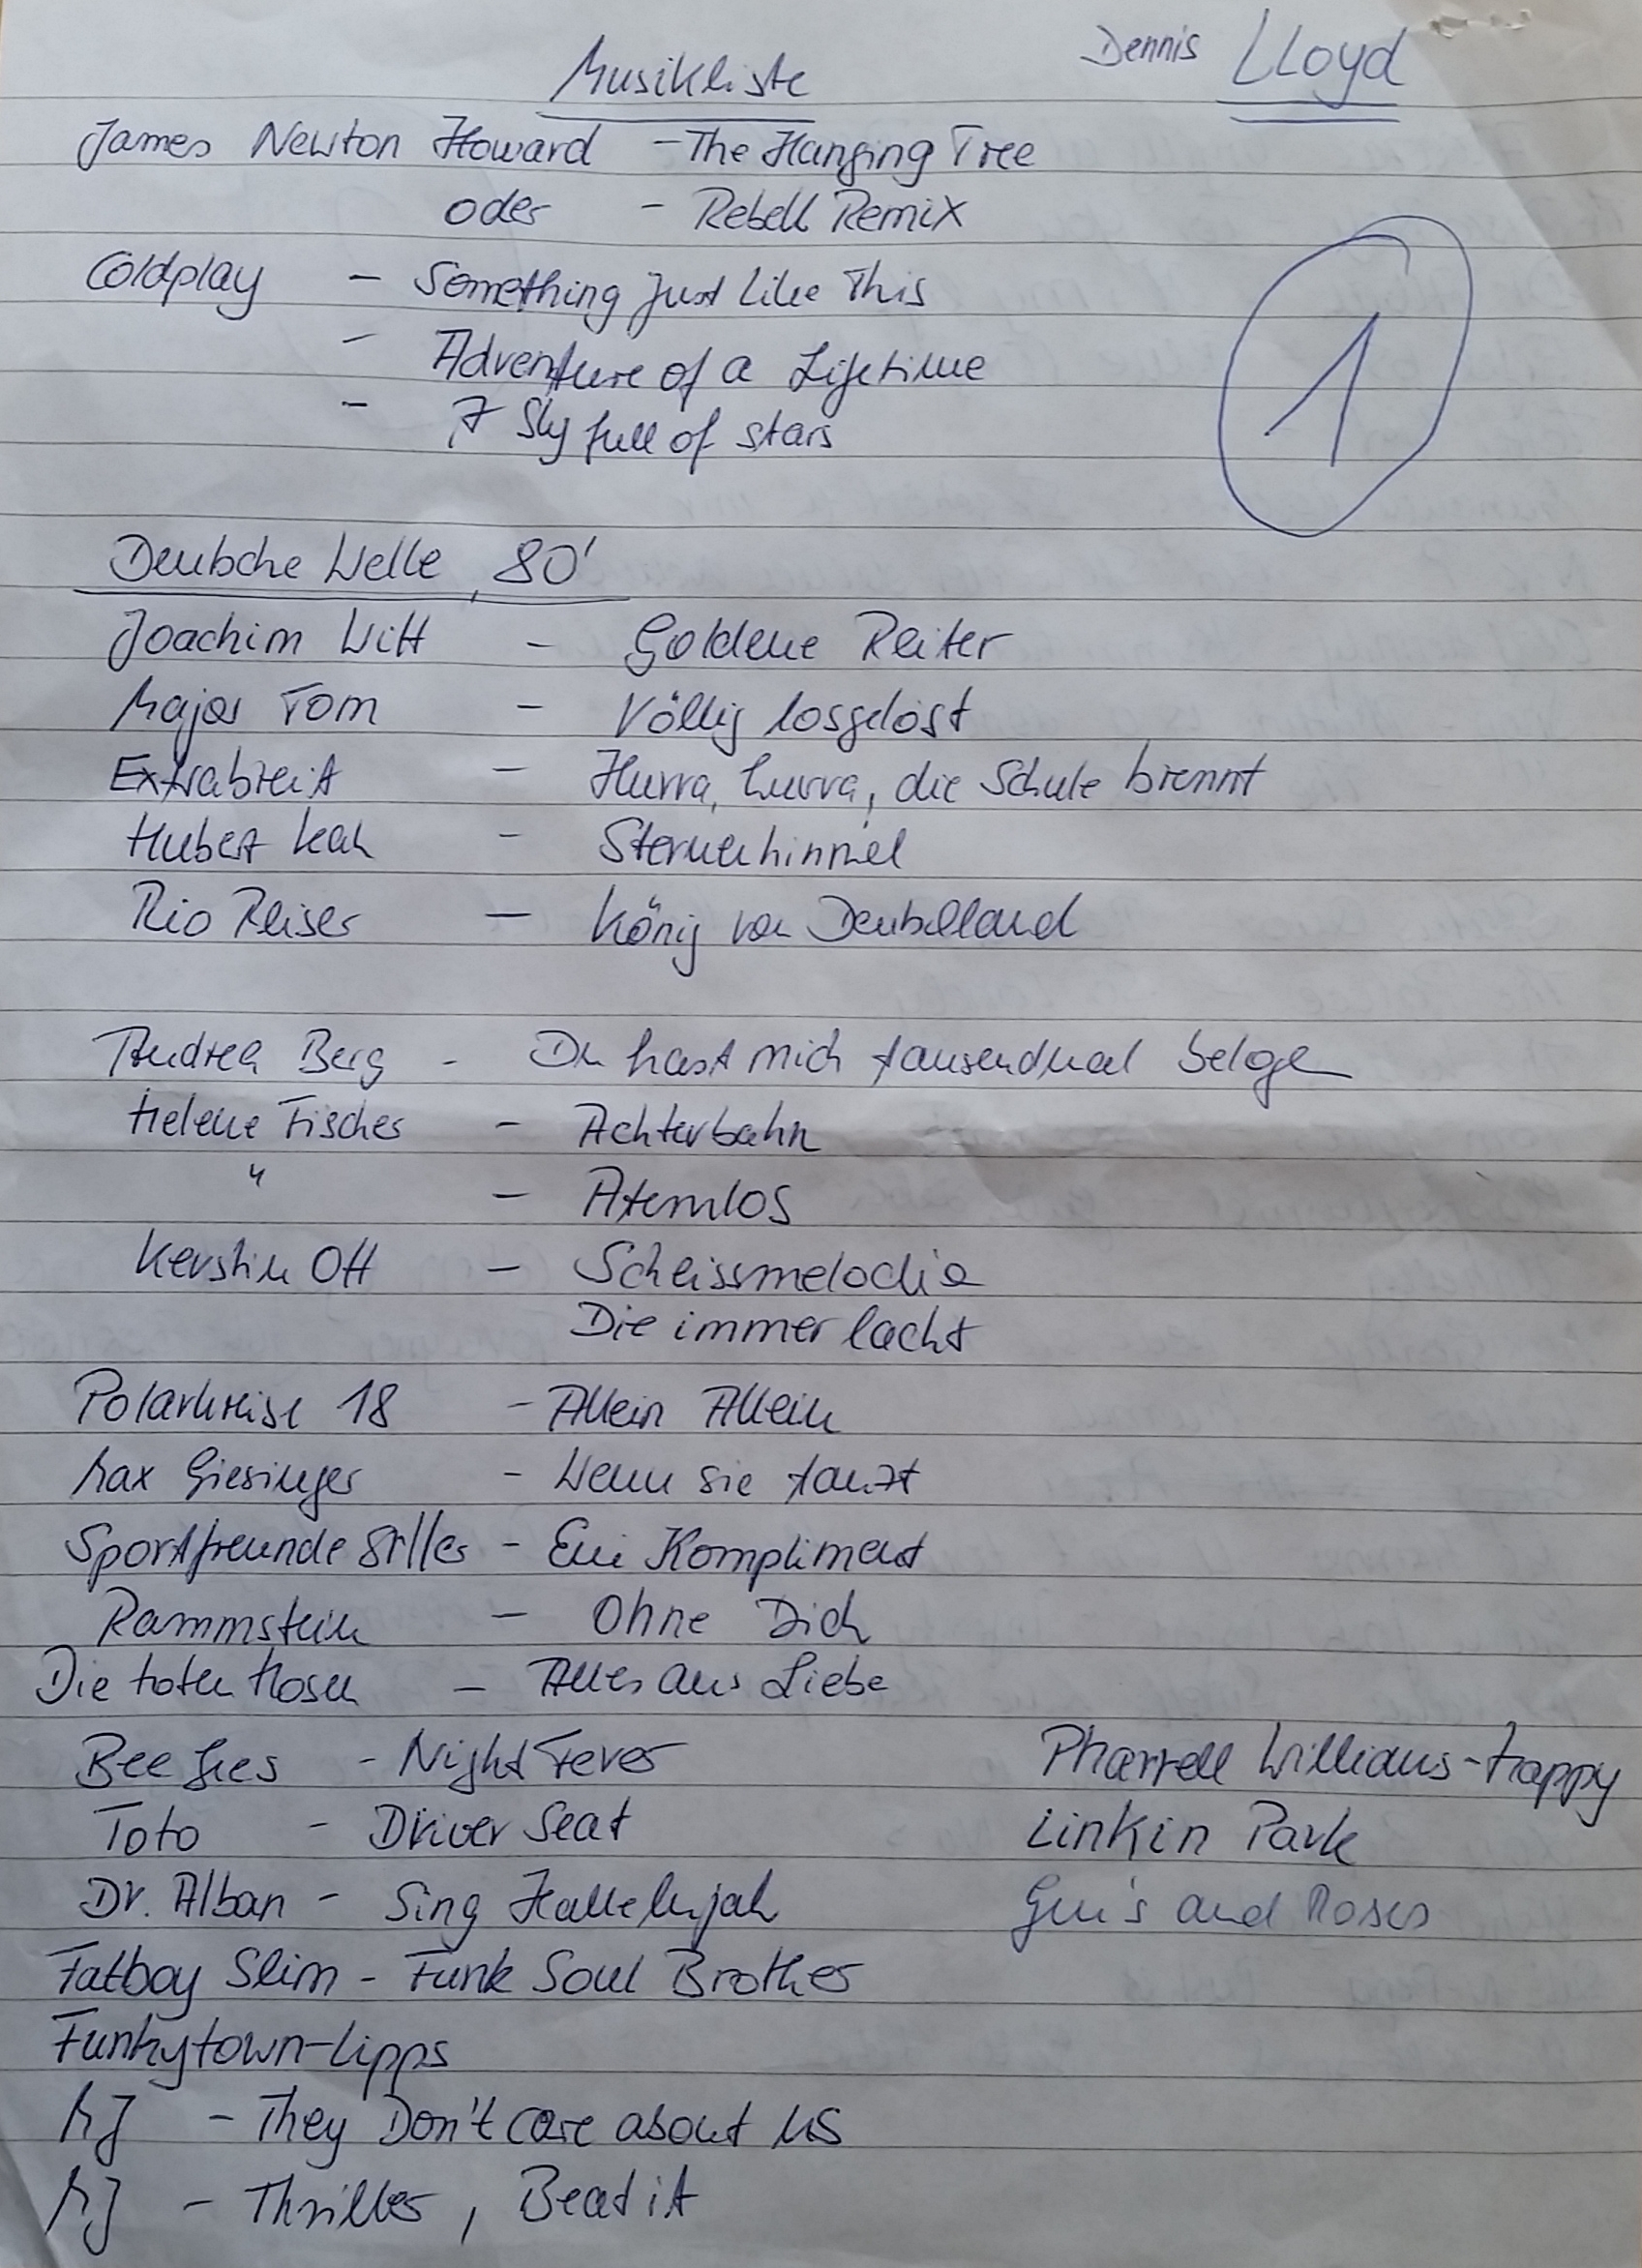 Musikliste
Dennis LLoyd
James Newton Howard - The Hanging Tree
oder - Rebell Remix
Coldplay - Something just like This
- Adventure of a Lifetime
- A Sky full of stars
1
Deutsche Welle, 80'
Joachim Witt - Goldene Reiter
Major Tom - Völlig losgelöst
Extrabreit - Hurra, hurra, die Schule brennt
Hubert Kah - Sternenhimmel
Rio Reiser - König von Deutschland
Andrea Berg - Du hast mich tausendmal belogen
Helene Fischer - Achterbahn
" - Atemlos
Kerstin Ott - Scheissmelodie
Die immer lacht
Polarkreise 18 - Allein Allein
Max Giesinger - Wenn sie tanzt
Sportfreunde Stiller - Ein Kompliment
Rammstein - Ohne Dich
Die toten Hosen - Alles aus Liebe
Bee Gees - Night Fever
Pharrell Williams - Happy
Toto - Driver Seat
Linkin Park
Dr. Alban - Sing Hallelujah
Gun's and Roses
Fatboy Slim - Funk Soul Brother
Funkytown - Lipps
MJ - They Don't care about us
MJ - Thriller, Beat it